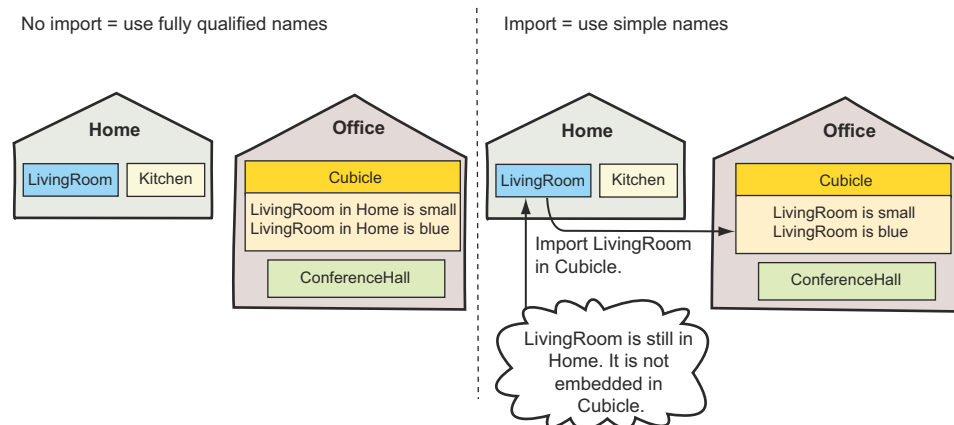 No import = use fully qualified names
Home
LivingRoom
Kitchen
Office
Cubicle
LivingRoom in Home is small
LivingRoom in Home is blue
ConferenceHall
Import = use simple names
Home
LivingRoom
Kitchen
Import LivingRoom
in Cubicle.
Office
Cubicle
LivingRoom is small
LivingRoom is blue
ConferenceHall
LivingRoom is still in
Home. It is not
embedded in
Cubicle.